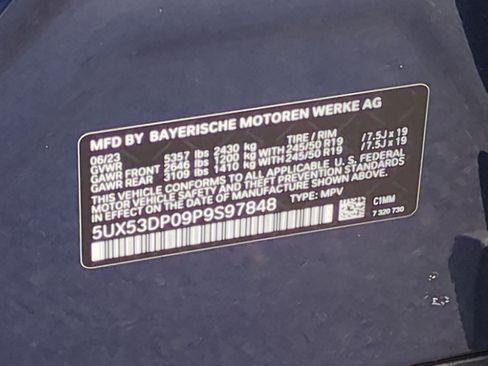 MFD BY BAYERISCHE MOTOREN WERKE AG
06/23 TIRE / RIM
GVWR 5357 lbs 2430 kg
GAWR FRONT 2646 lbs 1200 kg WITH 245/50 R19 /7.5J x 19
GAWR REAR 3109 lbs 1410 kg WITH 245/50 R19 /7.5J x 19
THIS VEHICLE CONFORMS TO ALL APPLICABLE U.S. FEDERAL
MOTOR VEHICLE SAFETY AND THEFT PREVENTION STANDARDS
IN EFFECT ON THE DATE OF MANUFACTURE SHOWN ABOVE.
5UX53DP09P9S97848 TYPE: MPV
C1MM
7 320 730